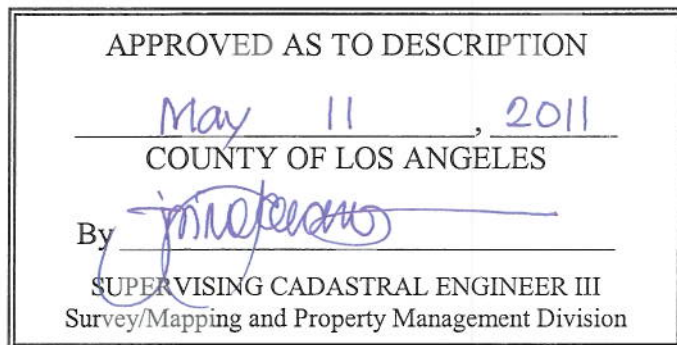 APPROVED AS TO DESCRIPTION
May 11, 2011
COUNTY OF LOS ANGELES
By
SUPERVISING CADASTRAL ENGINEER III
Survey/Mapping and Property Management Division